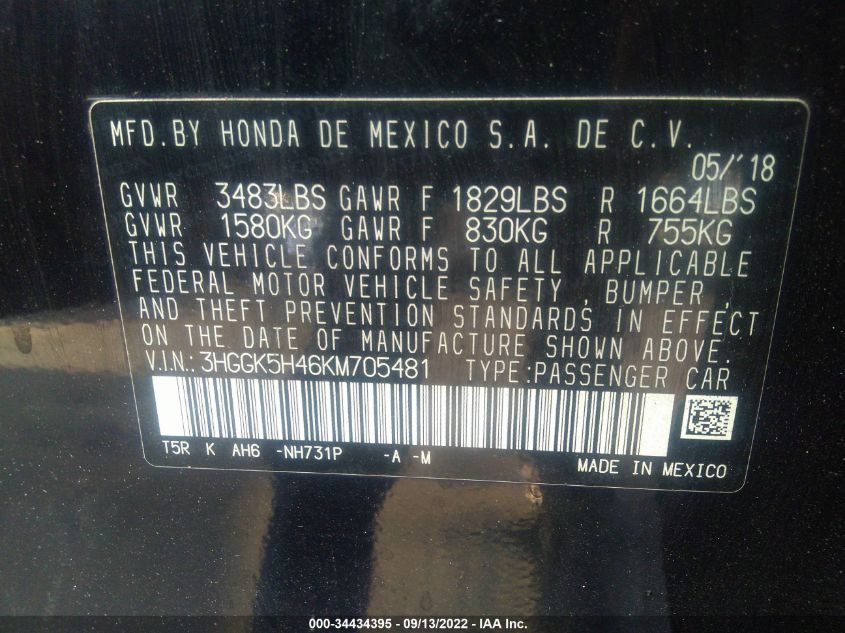 MFD.BY HONDA DE MEXICO S.A. DE C.V.
05/'18
GVWR 3483LBS GAWR F 1829LBS R 1664LBS
GVWR 1580KG GAWR F 830KG R 755KG
THIS VEHICLE CONFORMS TO ALL APPLICABLE
FEDERAL MOTOR VEHICLE SAFETY , BUMPER ,
AND THEFT PREVENTION STANDARDS IN EFFECT
ON THE DATE OF MANUFACTURE SHOWN ABOVE.
V.IN.: 3HGGK5H46KM705481 TYPE:PASSENGER CAR
T5R K AH6 -NH731P -A -M
MADE IN MEXICO
000-34434395 - 09/13/2022 - IAA Inc.